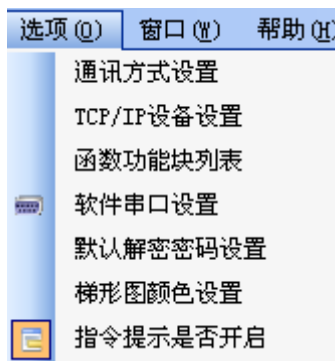 选项(O) 窗口(W) 帮助(H)
通讯方式设置
TCP/IP设备设置
函数功能块列表
软件串口设置
默认解密密码设置
梯形图颜色设置
指令提示是否开启